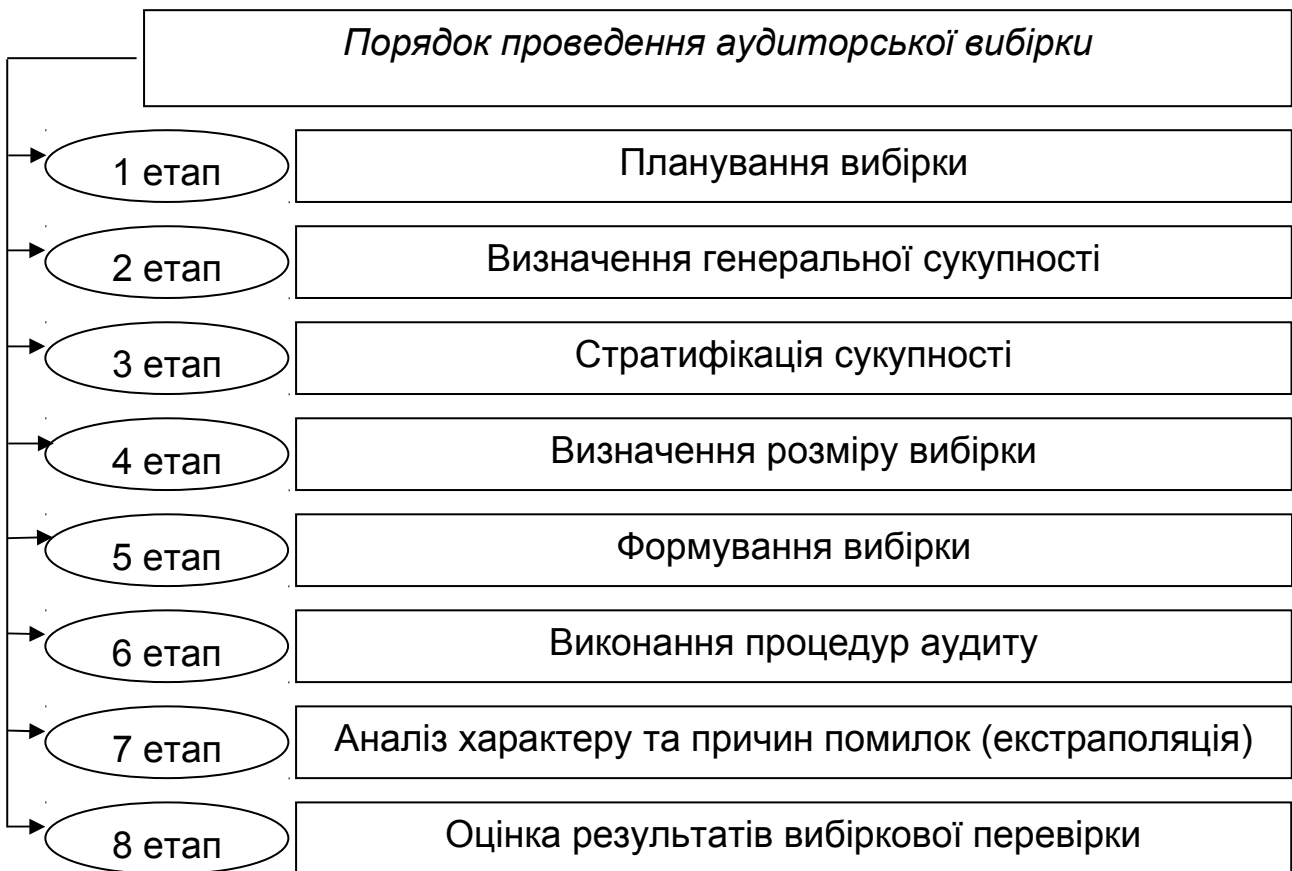 Порядок проведення аудиторської вибірки
1 етап
Планування вибірки
2 етап
Визначення генеральної сукупності
3 етап
Стратифікація сукупності
4 етап
Визначення розміру вибірки
5 етап
Формування вибірки
6 етап
Виконання процедур аудиту
7 етап
Аналіз характеру та причин помилок (екстраполяція)
8 етап
Оцінка результатів вибіркової перевірки